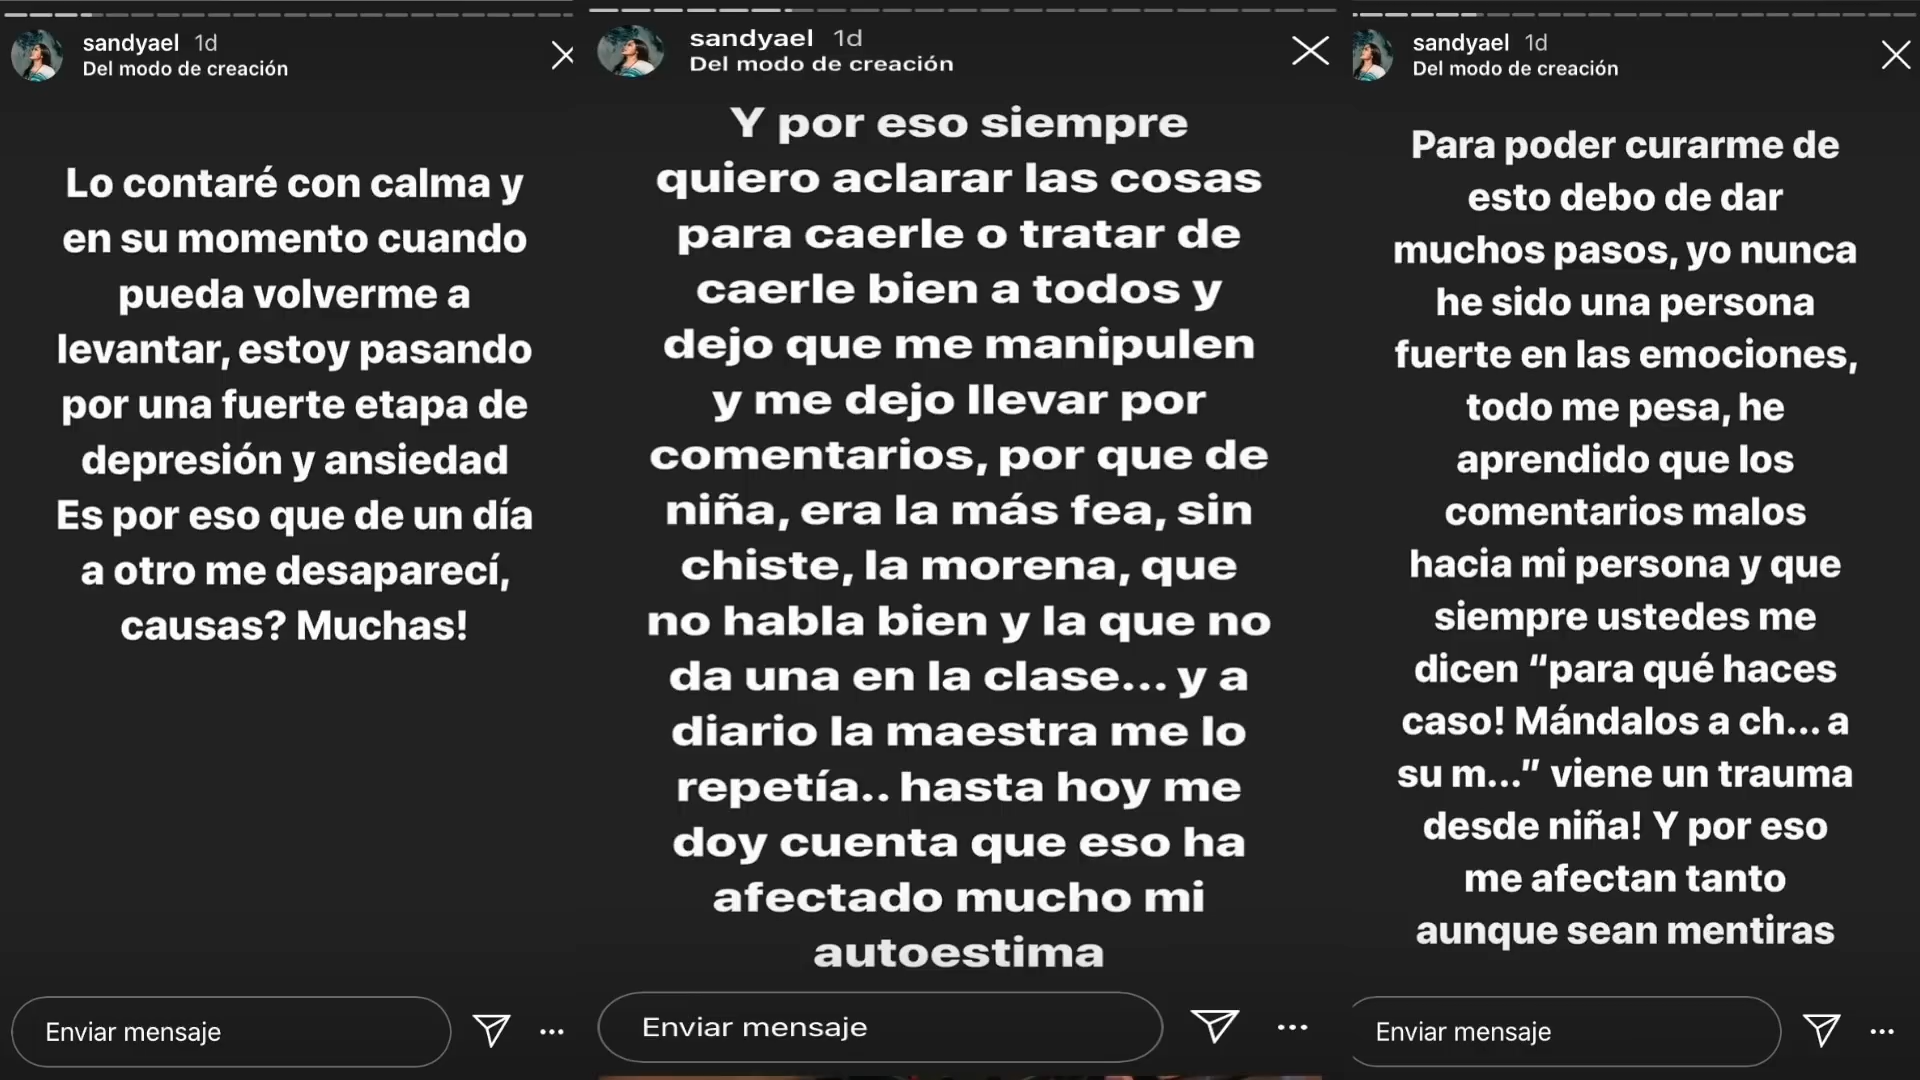 sandyael 1d
Del modo de creación
Lo contaré con calma y
en su momento cuando
pueda volverme a
levantar, estoy pasando
por una fuerte etapa de
depresión y ansiedad
Es por eso que de un día
a otro me desaparecí,
causas? Muchas!
Enviar mensaje
sandyael 1d
Del modo de creación
Y por eso siempre
quiero aclarar las cosas
para caerle o tratar de
caerle bien a todos y
dejo que me manipulen
y me dejo llevar por
comentarios, por que de
niña, era la más fea, sin
chiste, la morena, que
no habla bien y la que no
da una en la clase... y a
diario la maestra me lo
repetía.. hasta hoy me
doy cuenta que eso ha
afectado mucho mi
autoestima
Enviar mensaje
sandyael 1d
Del modo de creación
Para poder curarme de
esto debo de dar
muchos pasos, yo nunca
he sido una persona
fuerte en las emociones,
todo me pesa, he
aprendido que los
comentarios malos
hacia mi persona y que
siempre ustedes me
dicen “para qué haces
caso! Mándalos a ch... a
su m...” viene un trauma
desde niña! Y por eso
me afectan tanto
aunque sean mentiras
Enviar mensaje